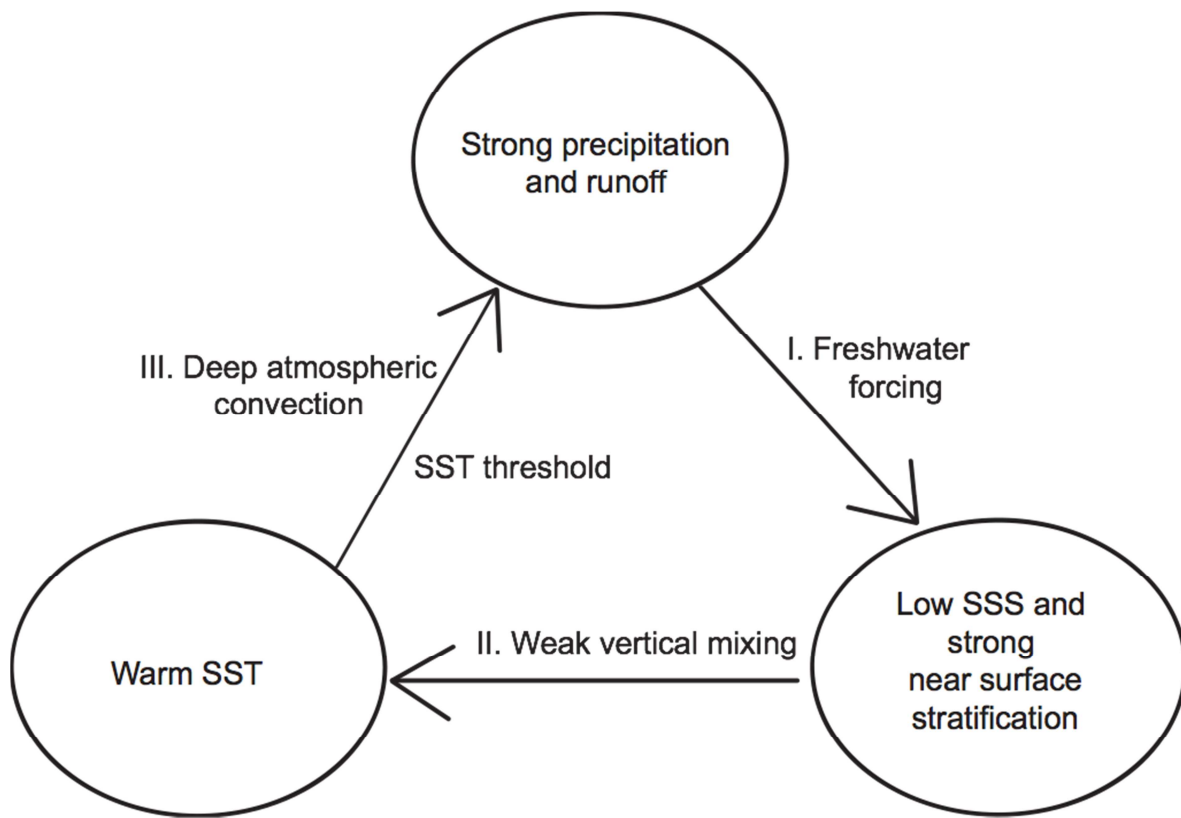 Strong precipitation
and runoff
III. Deep atmospheric
convection
I. Freshwater
forcing
SST threshold
Warm SST
II. Weak vertical mixing
Low SSS and
strong
near surface
stratification